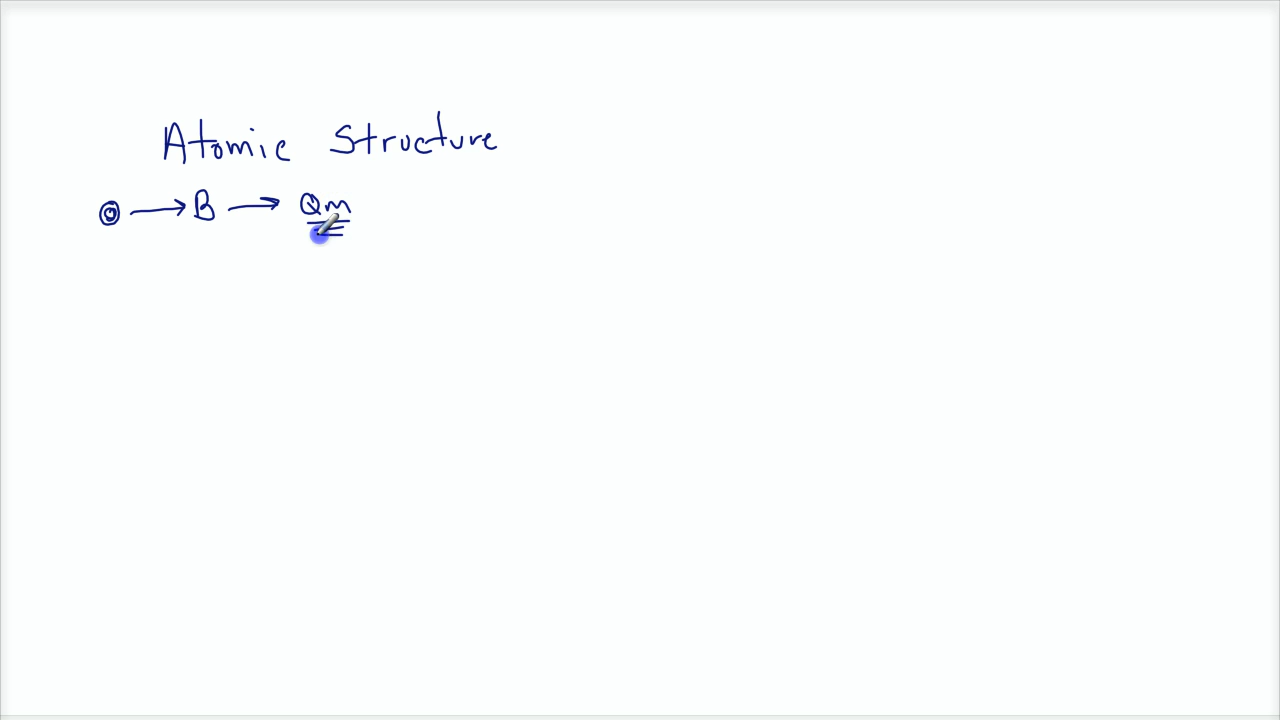 Atomic Structure
⊚ → B → Qm